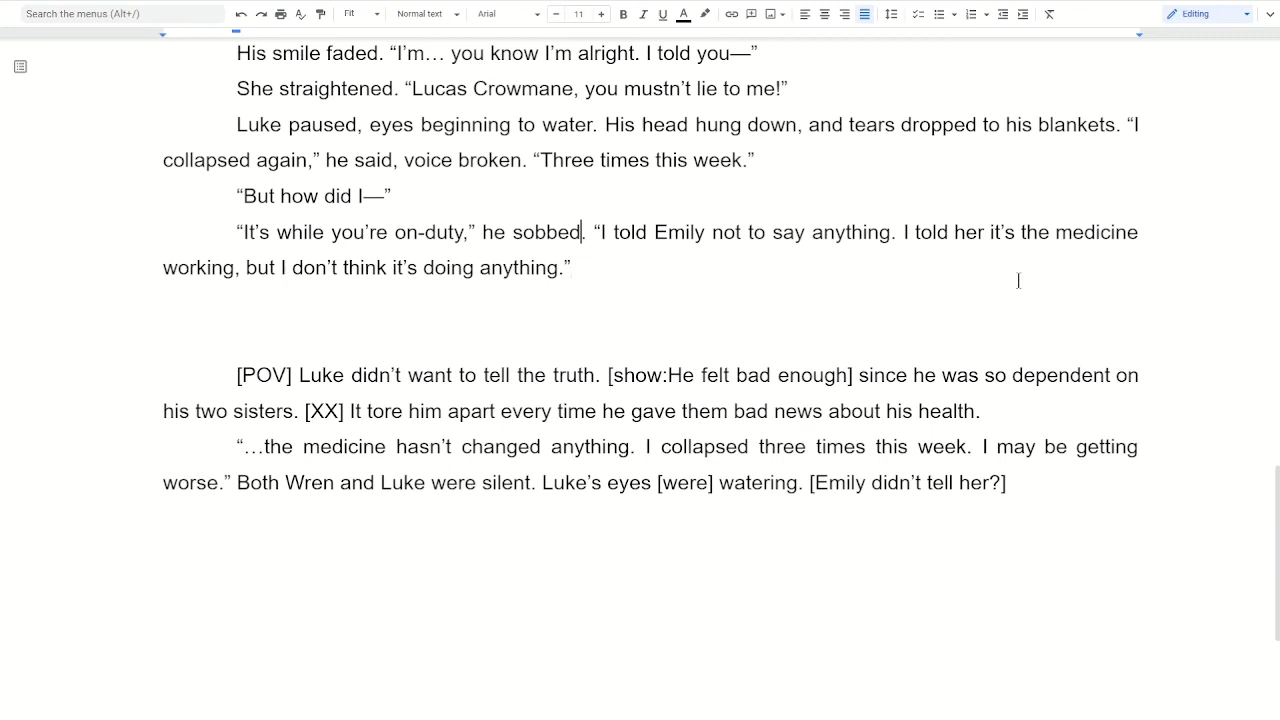 Search the menus (Alt+/)
Fit
Normal text
Arial
11
Editing
His smile faded. “I’m… you know I’m alright. I told you—”
She straightened. “Lucas Crowmane, you mustn’t lie to me!”
Luke paused, eyes beginning to water. His head hung down, and tears dropped to his blankets. “I
collapsed again,” he said, voice broken. “Three times this week.”
“But how did I—”
“It’s while you’re on-duty,” he sobbed. “I told Emily not to say anything. I told her it’s the medicine
working, but I don’t think it’s doing anything.”
[POV] Luke didn’t want to tell the truth. [show:He felt bad enough] since he was so dependent on
his two sisters. [XX] It tore him apart every time he gave them bad news about his health.
“…the medicine hasn’t changed anything. I collapsed three times this week. I may be getting
worse.” Both Wren and Luke were silent. Luke’s eyes [were] watering. [Emily didn’t tell her?]